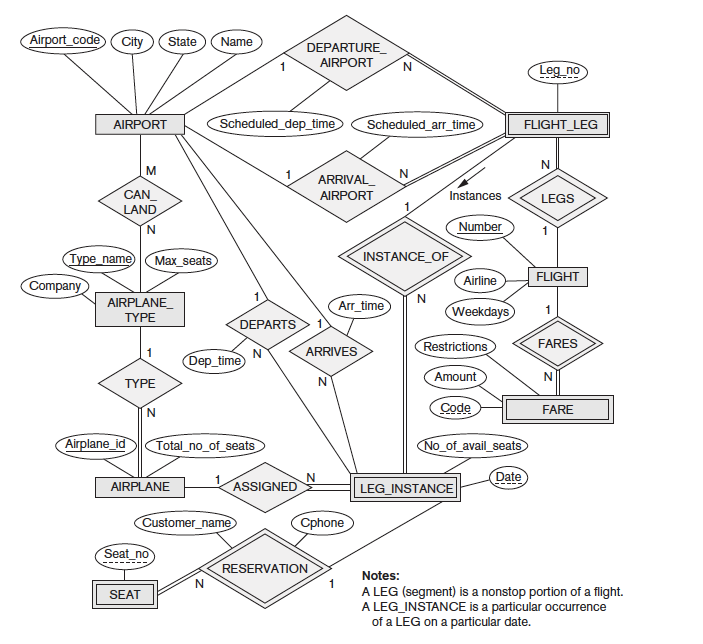 Airport_code
City
State
Name
DEPARTURE_
AIRPORT
1
N
Leg_no
Scheduled_dep_time
Scheduled_arr_time
AIRPORT
FLIGHT_LEG
M
1
ARRIVAL_
AIRPORT
N
Instances
N
CAN_
LAND
LEGS
N
1
Number
1
Type_name
Max_seats
INSTANCE_OF
Company
Airline
FLIGHT
AIRPLANE_
TYPE
1
Arr_time
N
Weekdays
1
DEPARTS
1
ARRIVES
Restrictions
FARES
1
Dep_time
N
TYPE
N
Amount
N
N
Code
FARE
Airplane_id
Total_no_of_seats
No_of_avail_seats
AIRPLANE
1
ASSIGNED
N
LEG_INSTANCE
Date
Customer_name
Cphone
Seat_no
RESERVATION
N
1
SEAT
Notes:
A LEG (segment) is a nonstop portion of a flight.
A LEG_INSTANCE is a particular occurrence
of a LEG on a particular date.